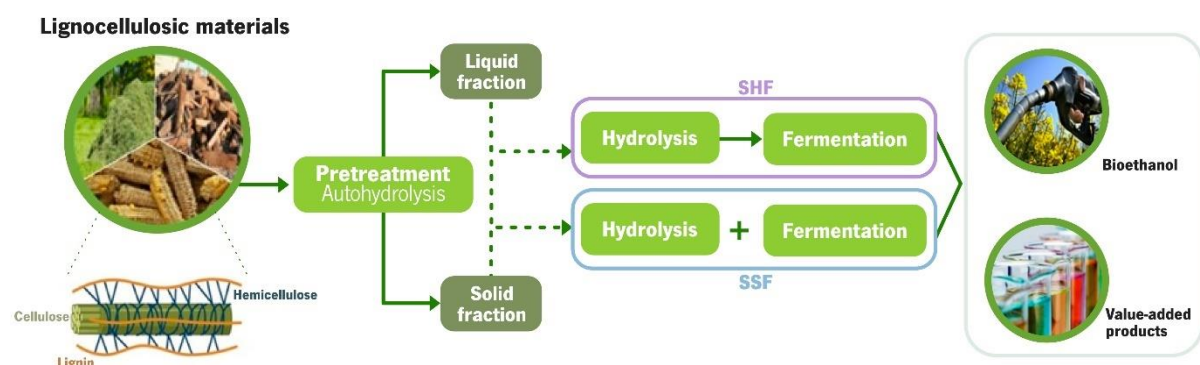 Lignocellulosic materials
Liquid
fraction
SHF
Hydrolysis
Fermentation
Bioethanol
Pretreatment
Autohydrolysis
Hydrolysis
+
Fermentation
SSF
Solid
fraction
Hemicellulose
Cellulose
Lignin
Value-added
products